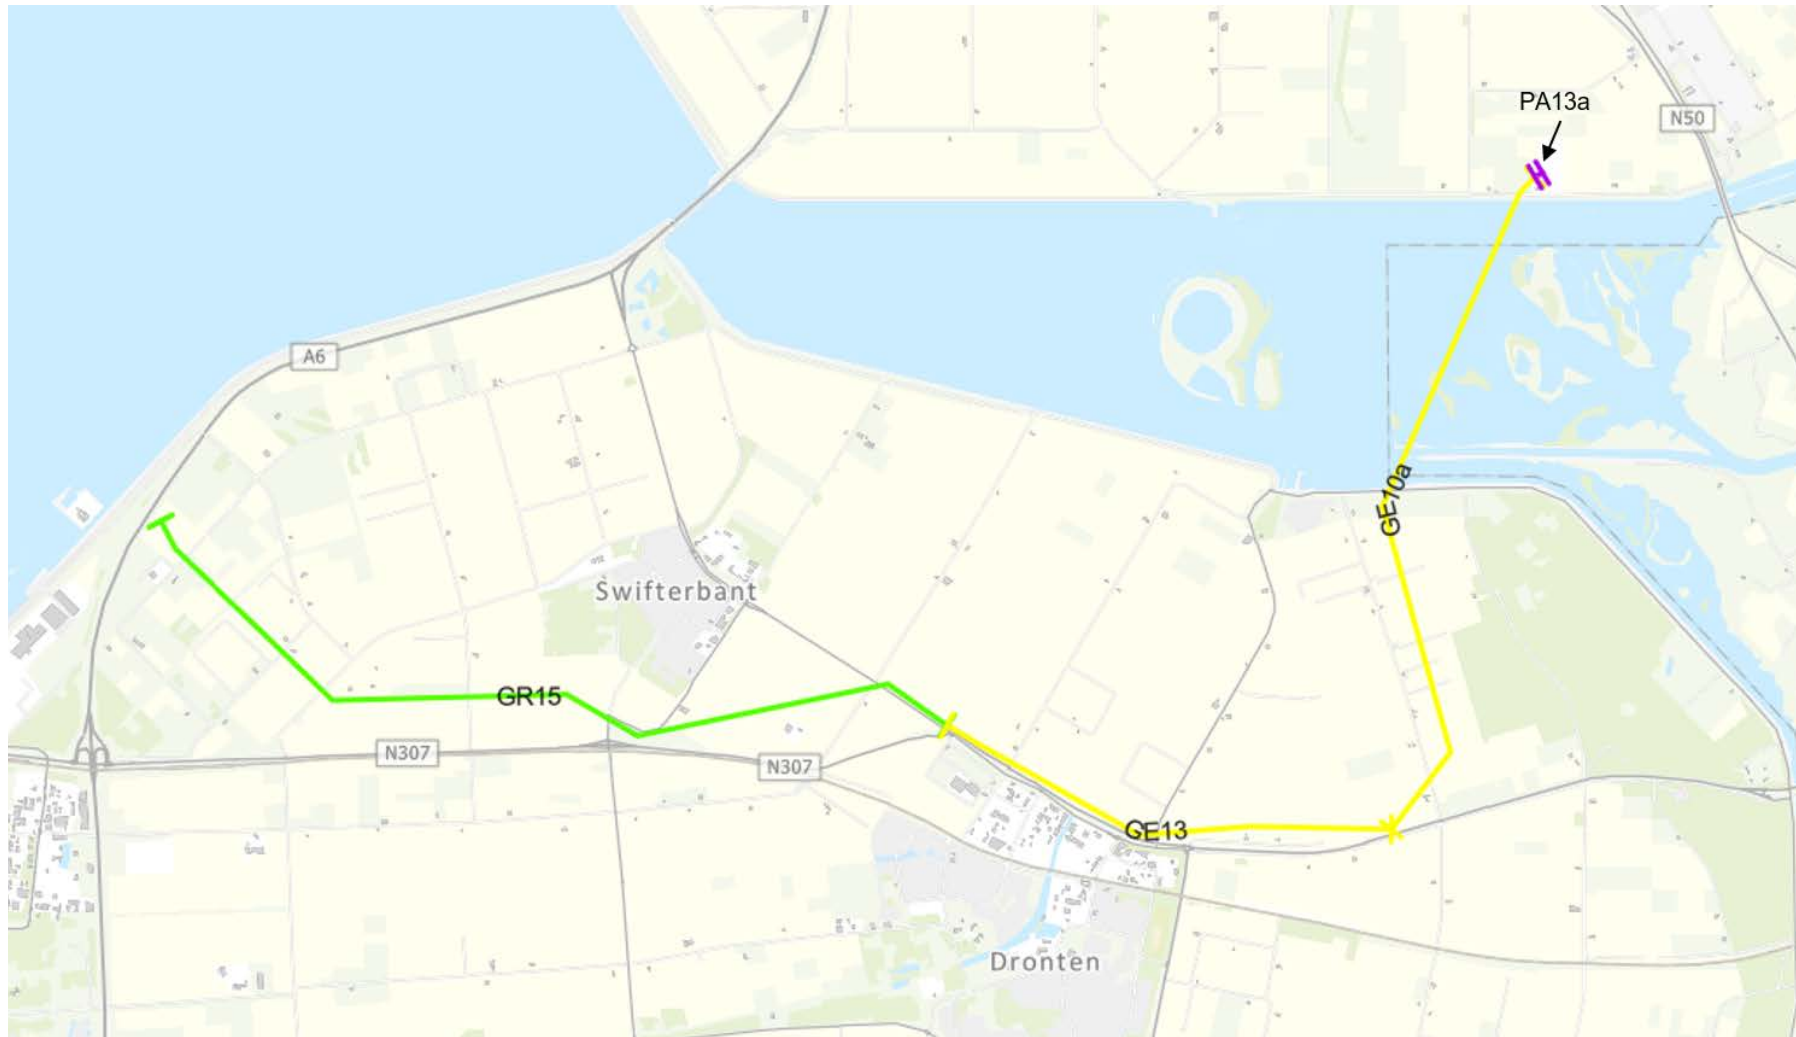 PA13a
N50
A6
GE10a
Swifterbant
GR15
N307
N307
GE13
Dronten